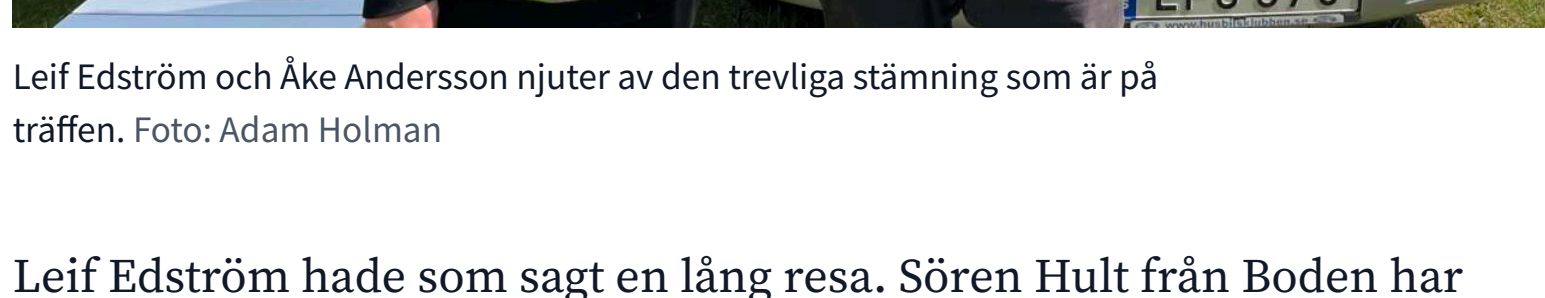 www.husbilsklubben.se
Leif Edström och Åke Andersson njuter av den trevliga stämning som är på
träffen. Foto: Adam Holman
Leif Edström hade som sagt en lång resa. Sören Hult från Boden har